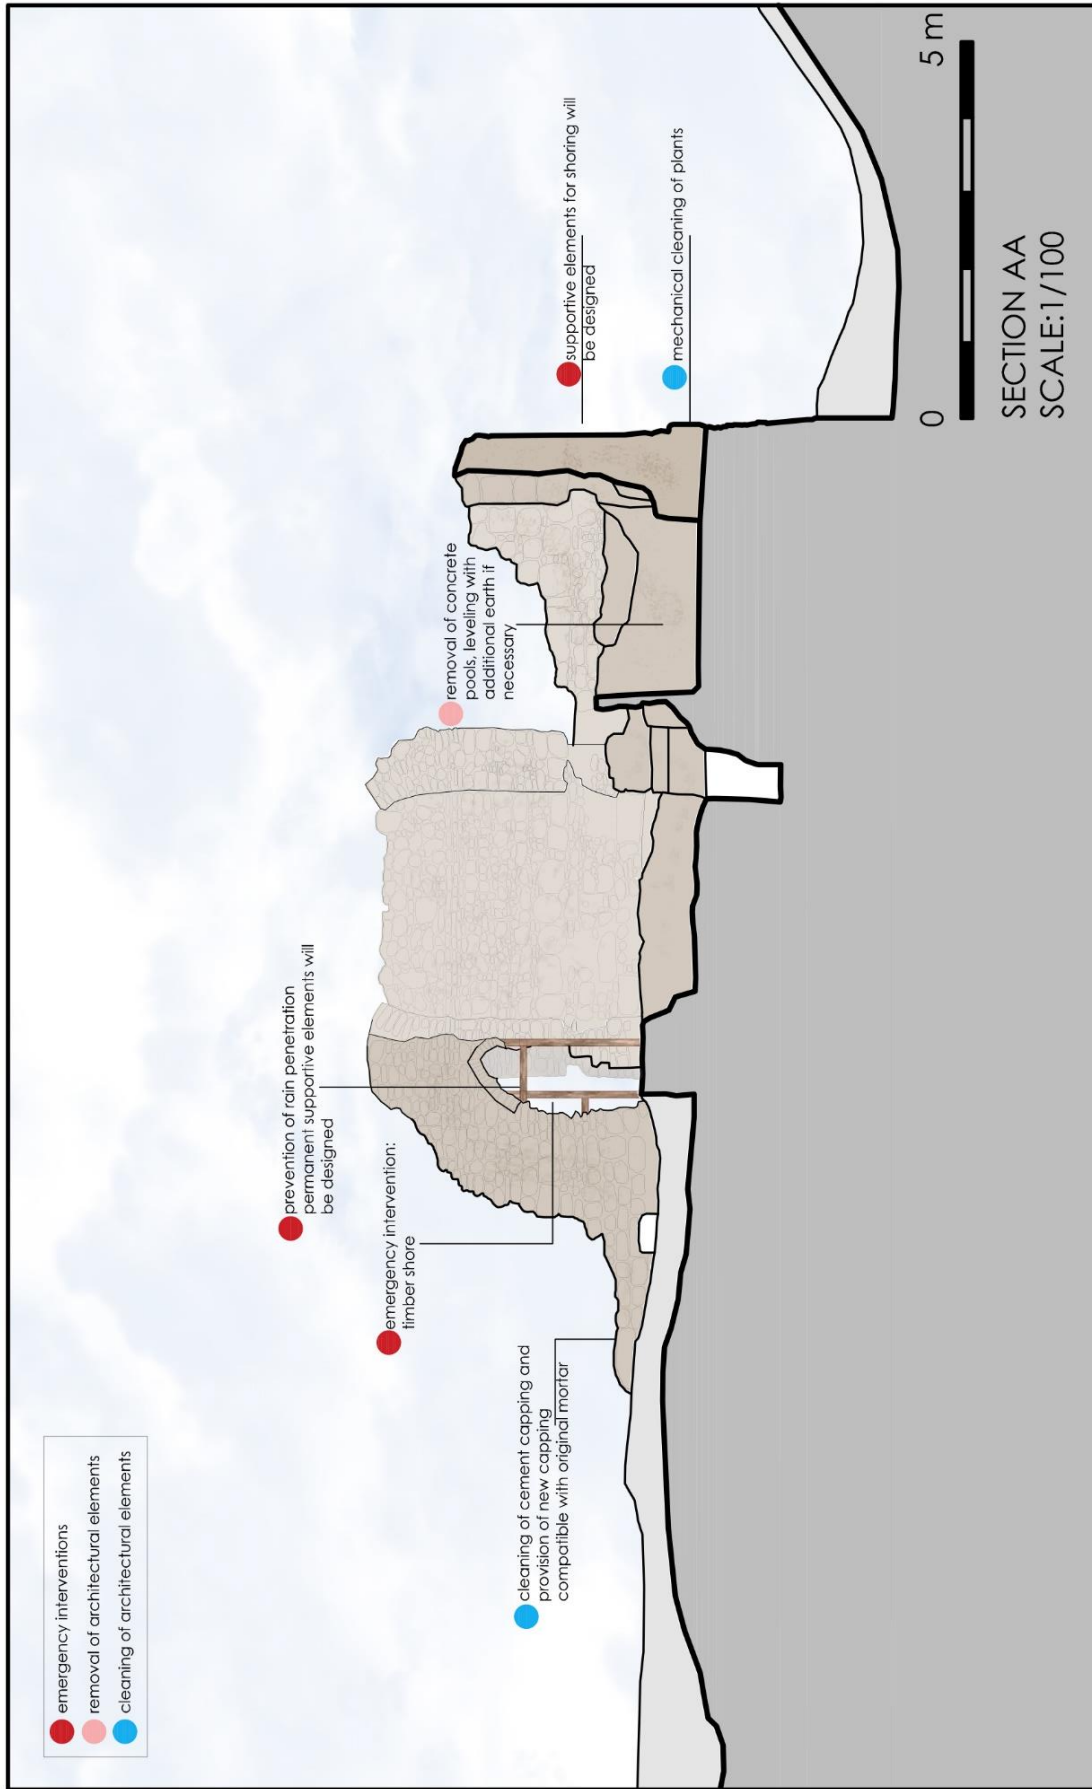 emergency interventions
removal of architectural elements
cleaning of architectural elements
cleaning of cement capping and
provision of new capping
compatible with original mortar
emergency intervention:
timber shore
prevention of rain penetration
permanent supportive elements will
be designed
removal of concrete
pools, leveling with
additional earth if
necessary
supportive elements for shoring will
be designed
mechanical cleaning of plants
0
5 m
SECTION AA
SCALE:1/100